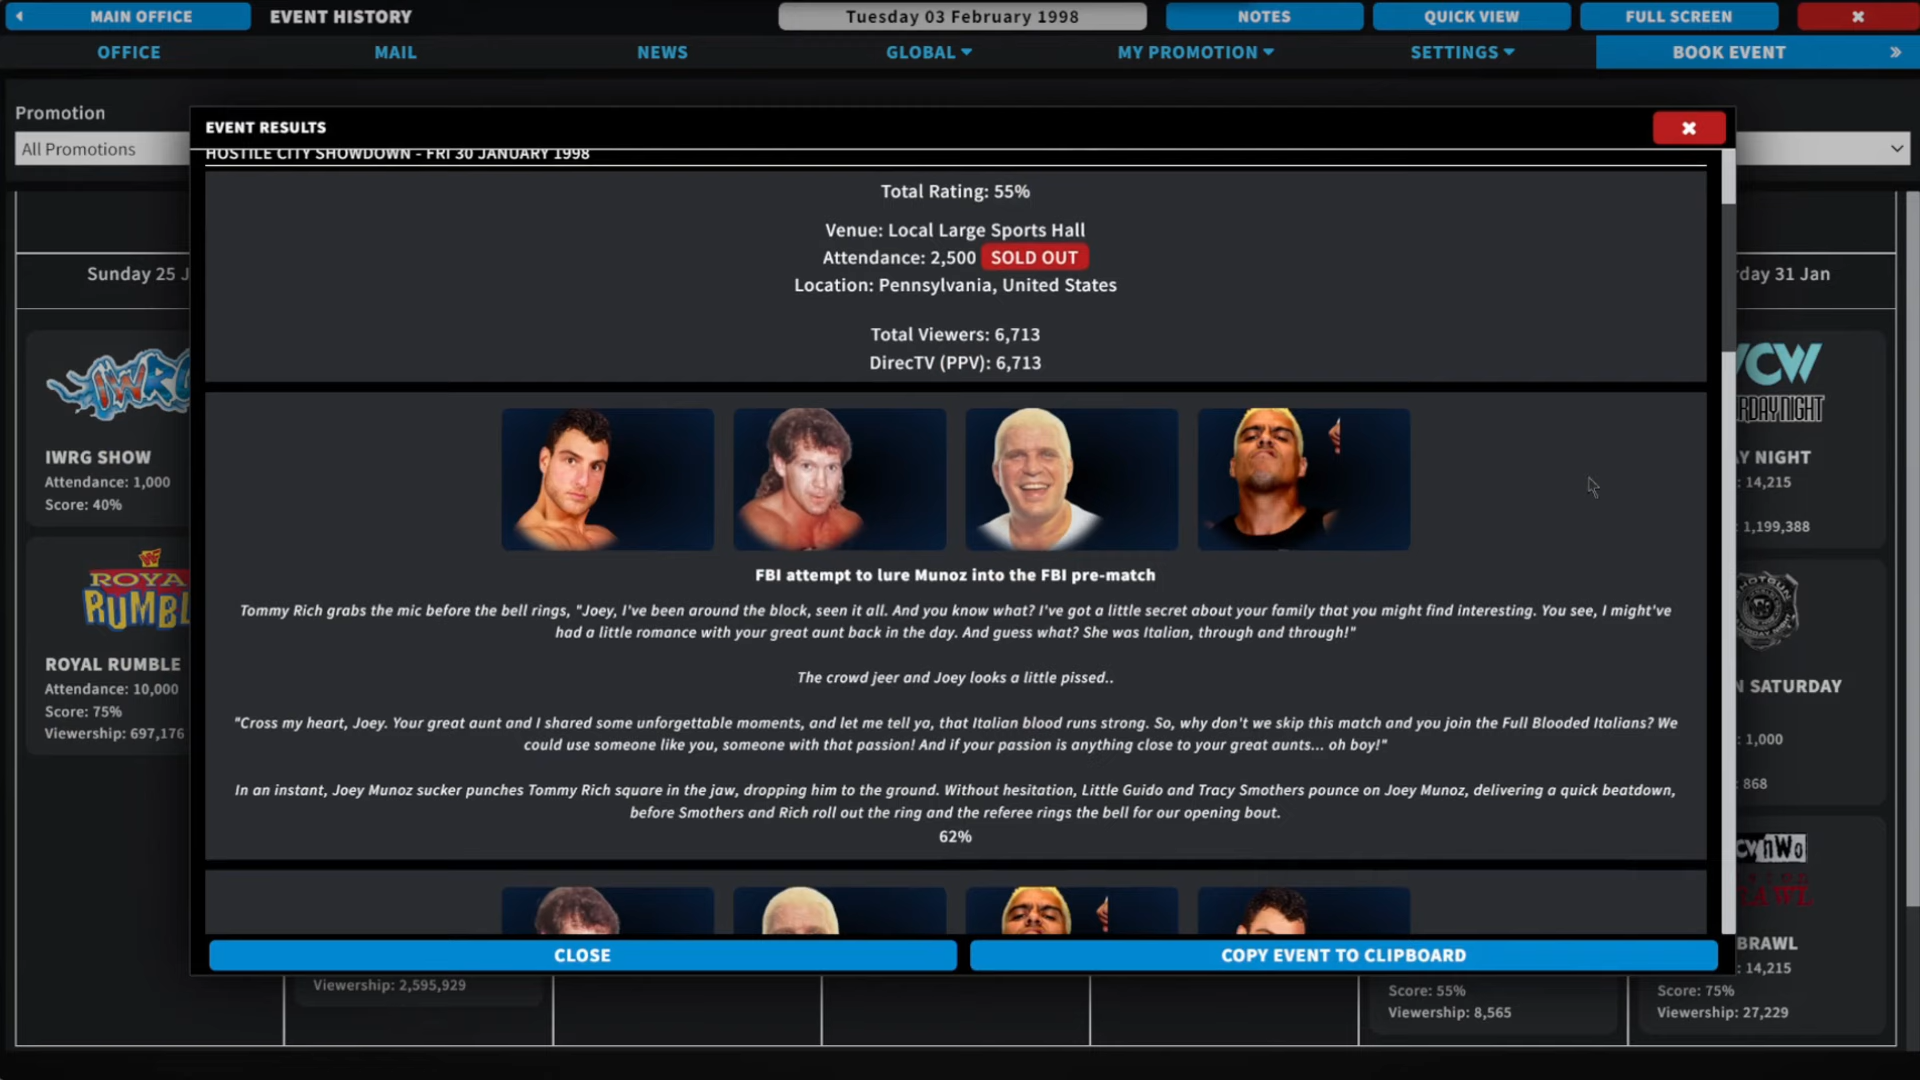 MAIN OFFICE
EVENT HISTORY
Tuesday 03 February 1998
NOTES
QUICK VIEW
FULL SCREEN
OFFICE
MAIL
NEWS
GLOBAL
MY PROMOTION
SETTINGS
BOOK EVENT
Promotion
All Promotions
EVENT RESULTS
HOSTILE CITY SHOWDOWN - FRI 30 JANUARY 1998
Total Rating: 55%
Venue: Local Large Sports Hall
Attendance: 2,500 SOLD OUT
Location: Pennsylvania, United States
Total Viewers: 6,713
DirecTV (PPV): 6,713
FBI attempt to lure Munoz into the FBI pre-match
Tommy Rich grabs the mic before the bell rings, "Joey, I've been around the block, seen it all. And you know what? I've got a little secret about your family that you might find interesting. You see, I might've
had a little romance with your great aunt back in the day. And guess what? She was Italian, through and through!"
The crowd jeer and Joey looks a little pissed..
"Cross my heart, Joey. Your great aunt and I shared some unforgettable moments, and let me tell ya, that Italian blood runs strong. So, why don't we skip this match and you join the Full Blooded Italians? We
could use someone like you, someone with that passion! And if your passion is anything close to your great aunts... oh boy!"
In an instant, Joey Munoz sucker punches Tommy Rich square in the jaw, dropping him to the ground. Without hesitation, Little Guido and Tracy Smothers pounce on Joey Munoz, delivering a quick beatdown,
before Smothers and Rich roll out the ring and the referee rings the bell for our opening bout.
62%
CLOSE
COPY EVENT TO CLIPBOARD
Sunday 25 J
IWRG
IWRG SHOW
Attendance: 1,000
Score: 40%
ROYAL
RUMBL
ROYAL RUMBLE
Attendance: 10,000
Score: 75%
Viewership: 697,176
Viewership: 2,595,929
Score: 55%
Viewership: 8,565
day 31 Jan
CW
RDAY NIGHT
Y NIGHT
: 14,215
: 1,199,388
SHOTGUN
N SATURDAY
: 1,000
: 868
nWo
AWL
BRAWL
: 14,215
Score: 75%
Viewership: 27,229